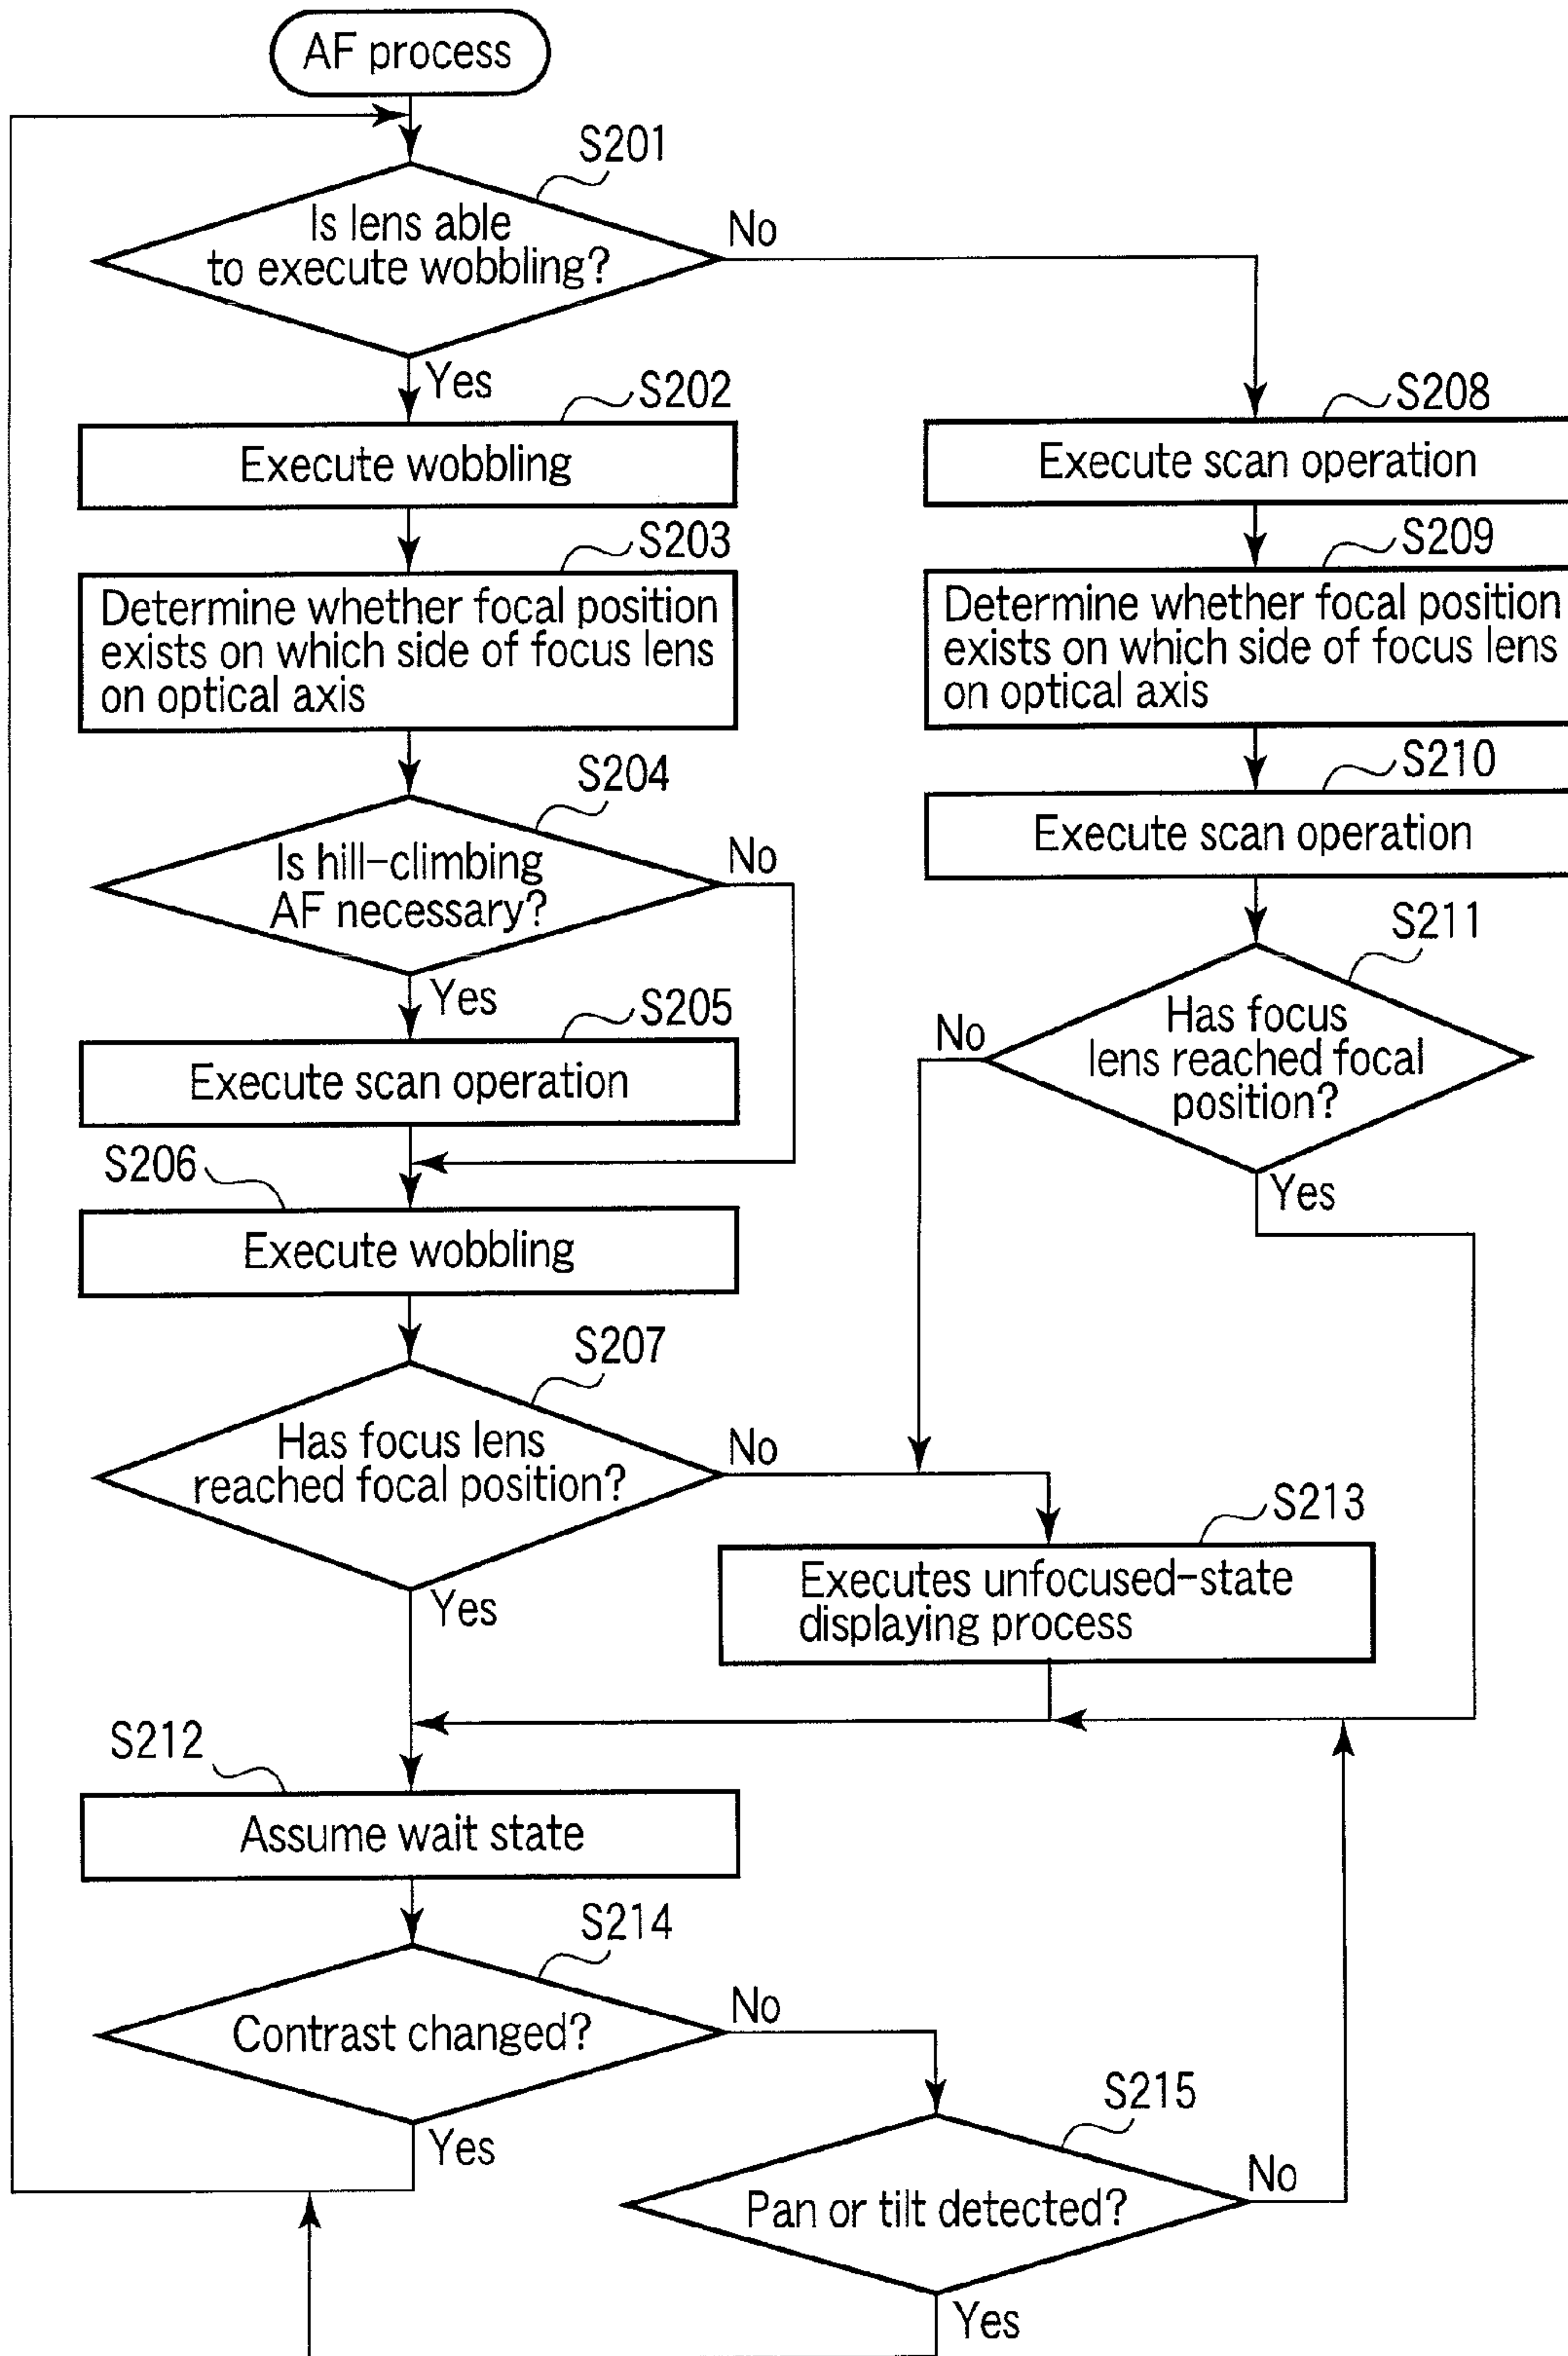 AF process
S201
Is lens able
to execute wobbling?
No
Yes
S202
Execute wobbling
S203
Determine whether focal position
exists on which side of focus lens
on optical axis
S204
Is hill-climbing
AF necessary?
No
Yes
S205
Execute scan operation
S206
Execute wobbling
S207
Has focus lens
reached focal position?
No
Yes
S208
Execute scan operation
S209
Determine whether focal position
exists on which side of focus lens
on optical axis
S210
Execute scan operation
S211
Has focus
lens reached focal
position?
No
Yes
S213
Executes unfocused-state
displaying process
S212
Assume wait state
S214
Contrast changed?
No
Yes
S215
Pan or tilt detected?
No
Yes